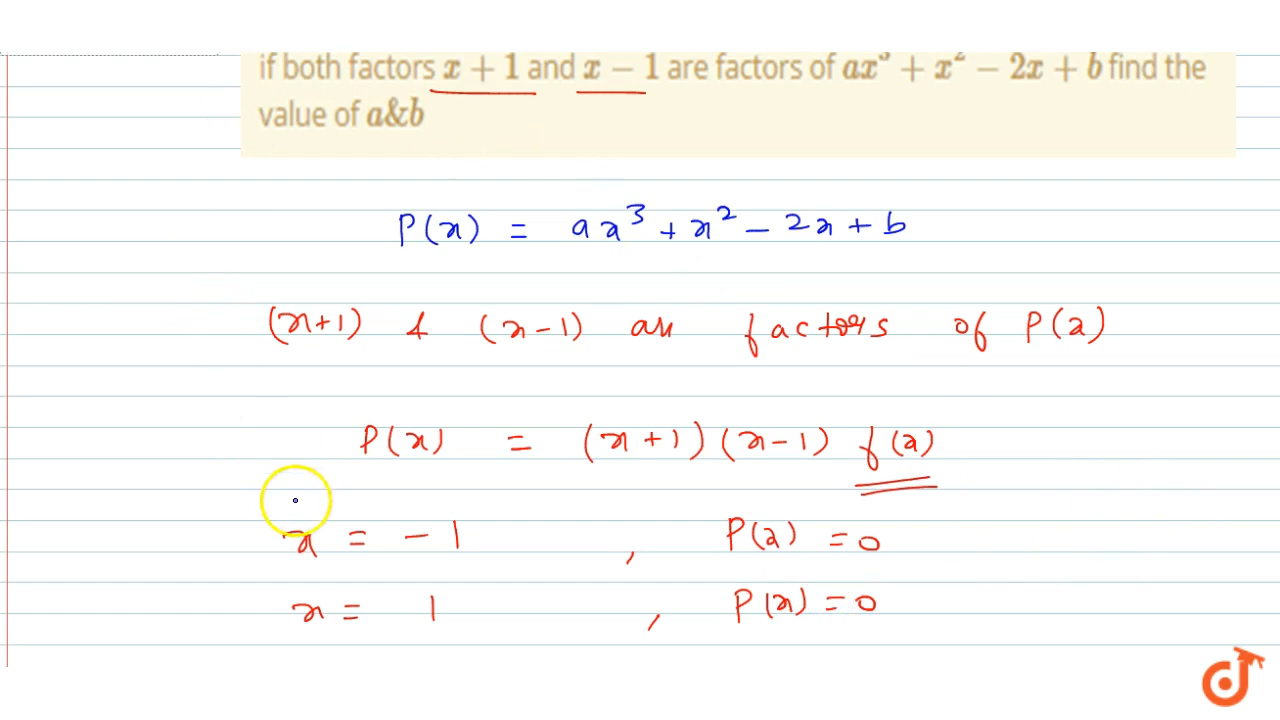 if both factors x + 1 and x − 1 are factors of ax³ + x² − 2x + b find the
value of a&b
P(x) = ax³ + x² − 2x + b
(x+1) & (x−1) are factors of P(x)
P(x) = (x+1)(x−1) f(x)
x = −1 , P(x) = 0
x = 1 , P(x) = 0